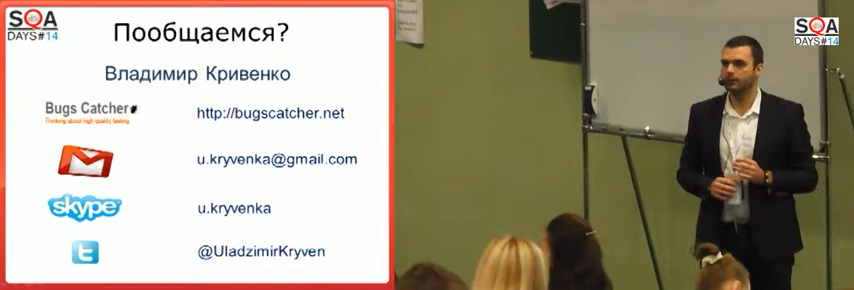 SQA
DAYS#14
Пообщаемся?
Владимир Кривенко
Bugs Catcher
Thinking about high quality testing
http://bugscatcher.net
u.kryvenka@gmail.com
skype
u.kryvenka
@UladzimirKryven
SQA
DAYS#14